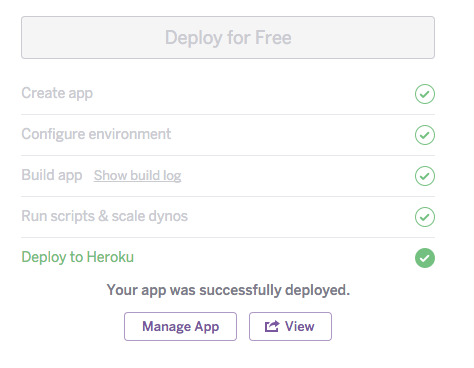 Deploy for Free
Create app
Configure environment
Build app Show build log
Run scripts & scale dynos
Deploy to Heroku
Your app was successfully deployed.
Manage App View